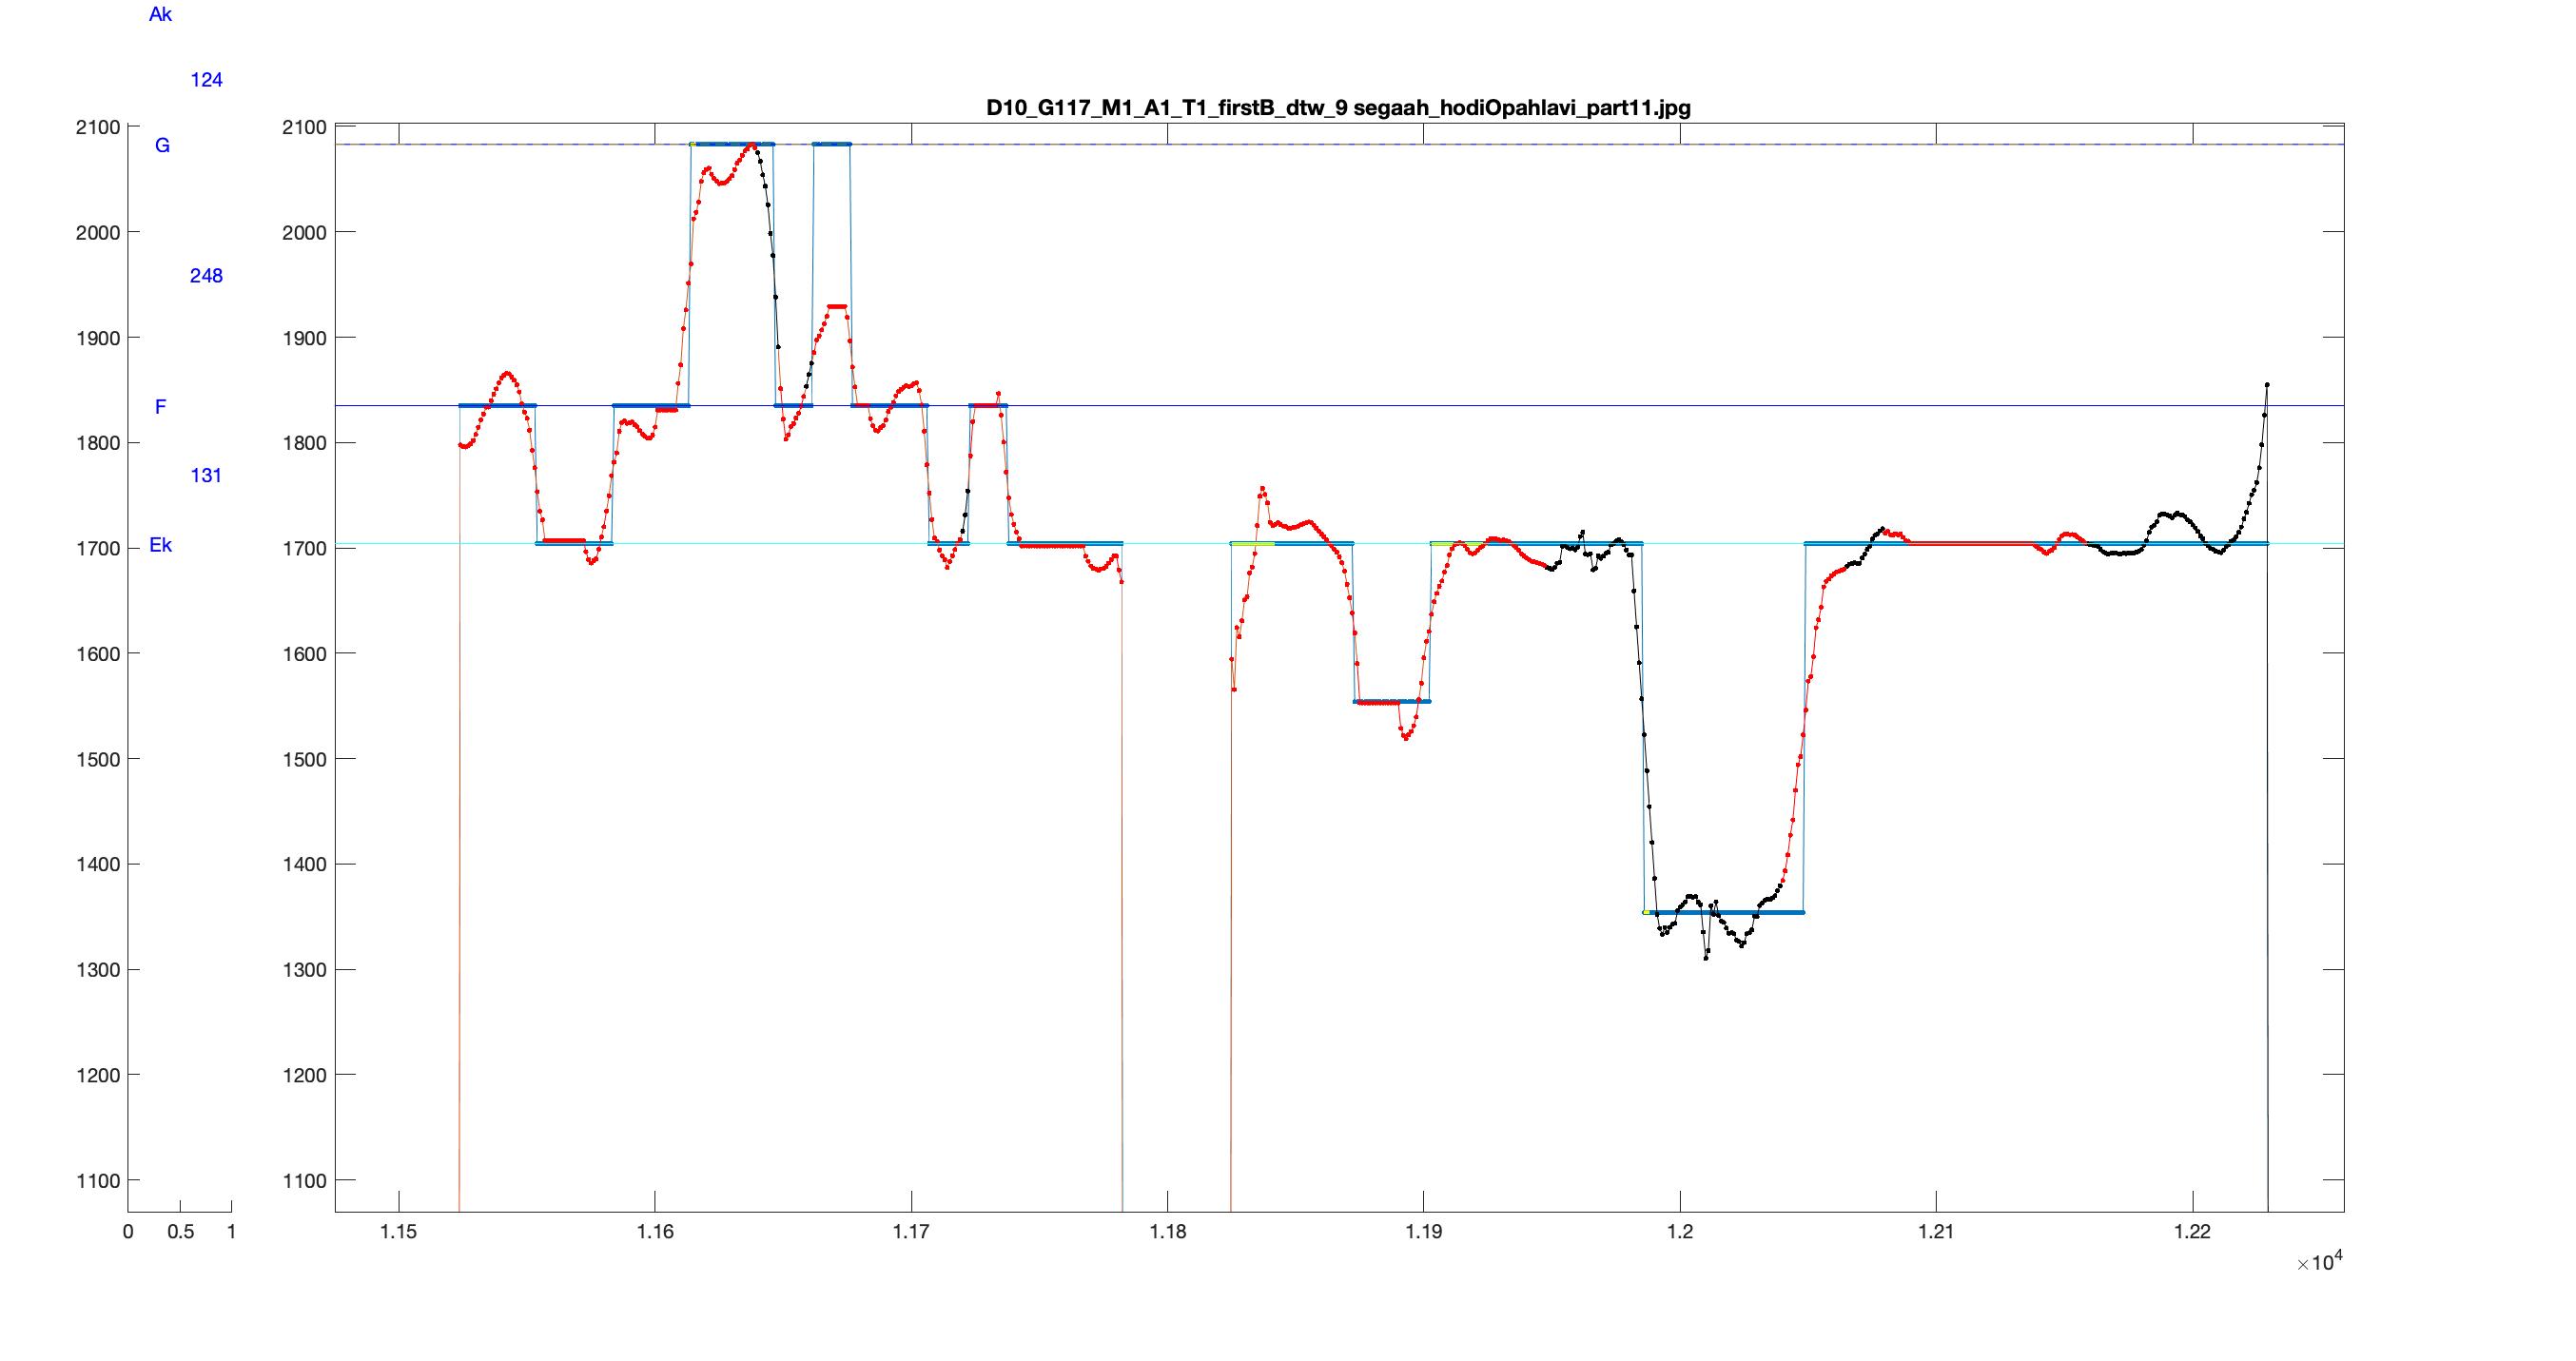 Ak
124
D10_G117_M1_A1_T1_firstB_dtw_9 segaah_hodiOpahlavi_part11.jpg
2100 2100
G
2000 2000
248
1900 1900
F
1800 1800
131
Ek
1700 1700
1600 1600
1500 1500
1400 1400
1300 1300
1200 1200
1100 1100
0 0.5 1 1.15 1.16 1.17 1.18 1.19 1.2 1.21 1.22
×10^4